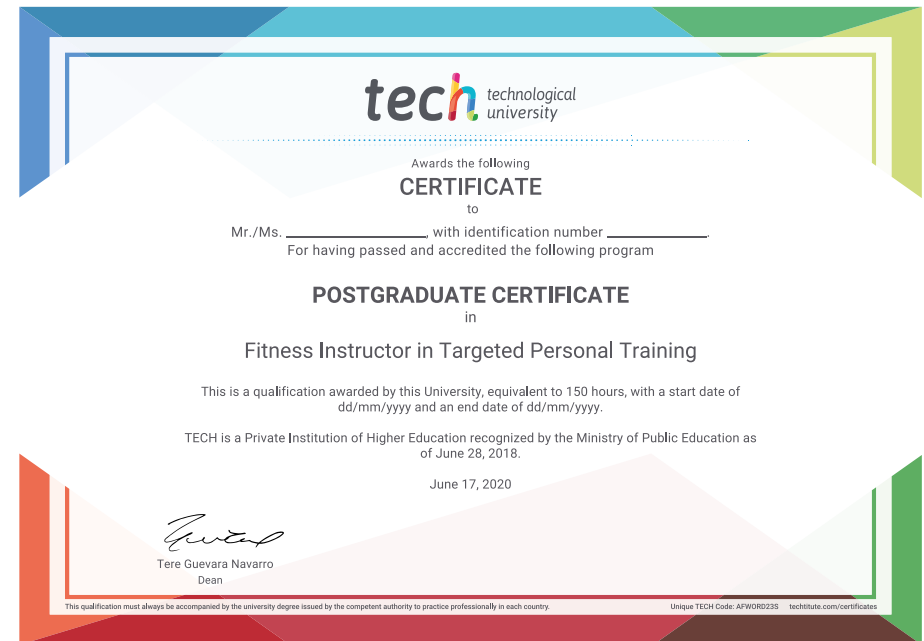 tech technological
university
Awards the following
CERTIFICATE
to
Mr./Ms. ____________________, with identification number ______________.
For having passed and accredited the following program
POSTGRADUATE CERTIFICATE
in
Fitness Instructor in Targeted Personal Training
This is a qualification awarded by this University, equivalent to 150 hours, with a start date of
dd/mm/yyyy and an end date of dd/mm/yyyy.
TECH is a Private Institution of Higher Education recognized by the Ministry of Public Education as
of June 28, 2018.
June 17, 2020
Tere Guevara Navarro
Dean
This qualification must always be accompanied by the university degree issued by the competent authority to practice professionally in each country. Unique TECH Code: AFWORD23S techtitute.com/certificates